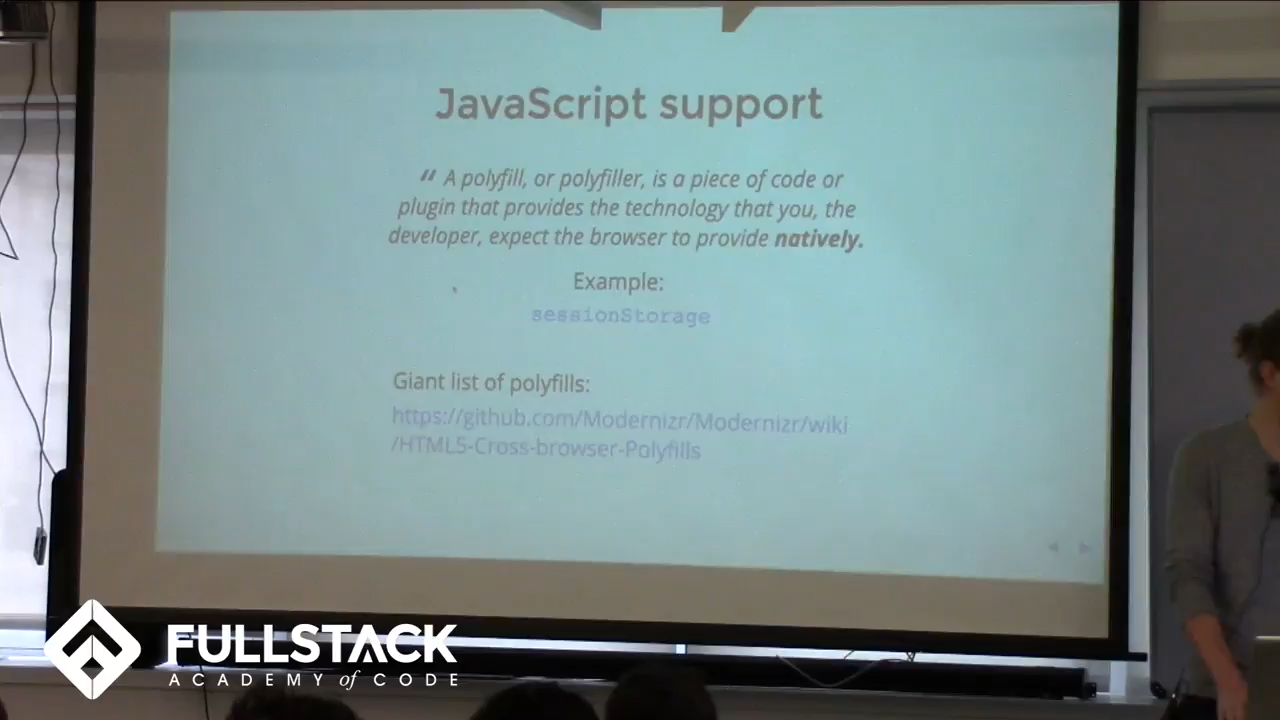 JavaScript support
“ A polyfill, or polyfiller, is a piece of code or
plugin that provides the technology that you, the
developer, expect the browser to provide natively.
Example:
sessionStorage
Giant list of polyfills:
https://github.com/Modernizr/Modernizr/wiki
/HTML5-Cross-browser-Polyfills
FULLSTACK
ACADEMY of CODE